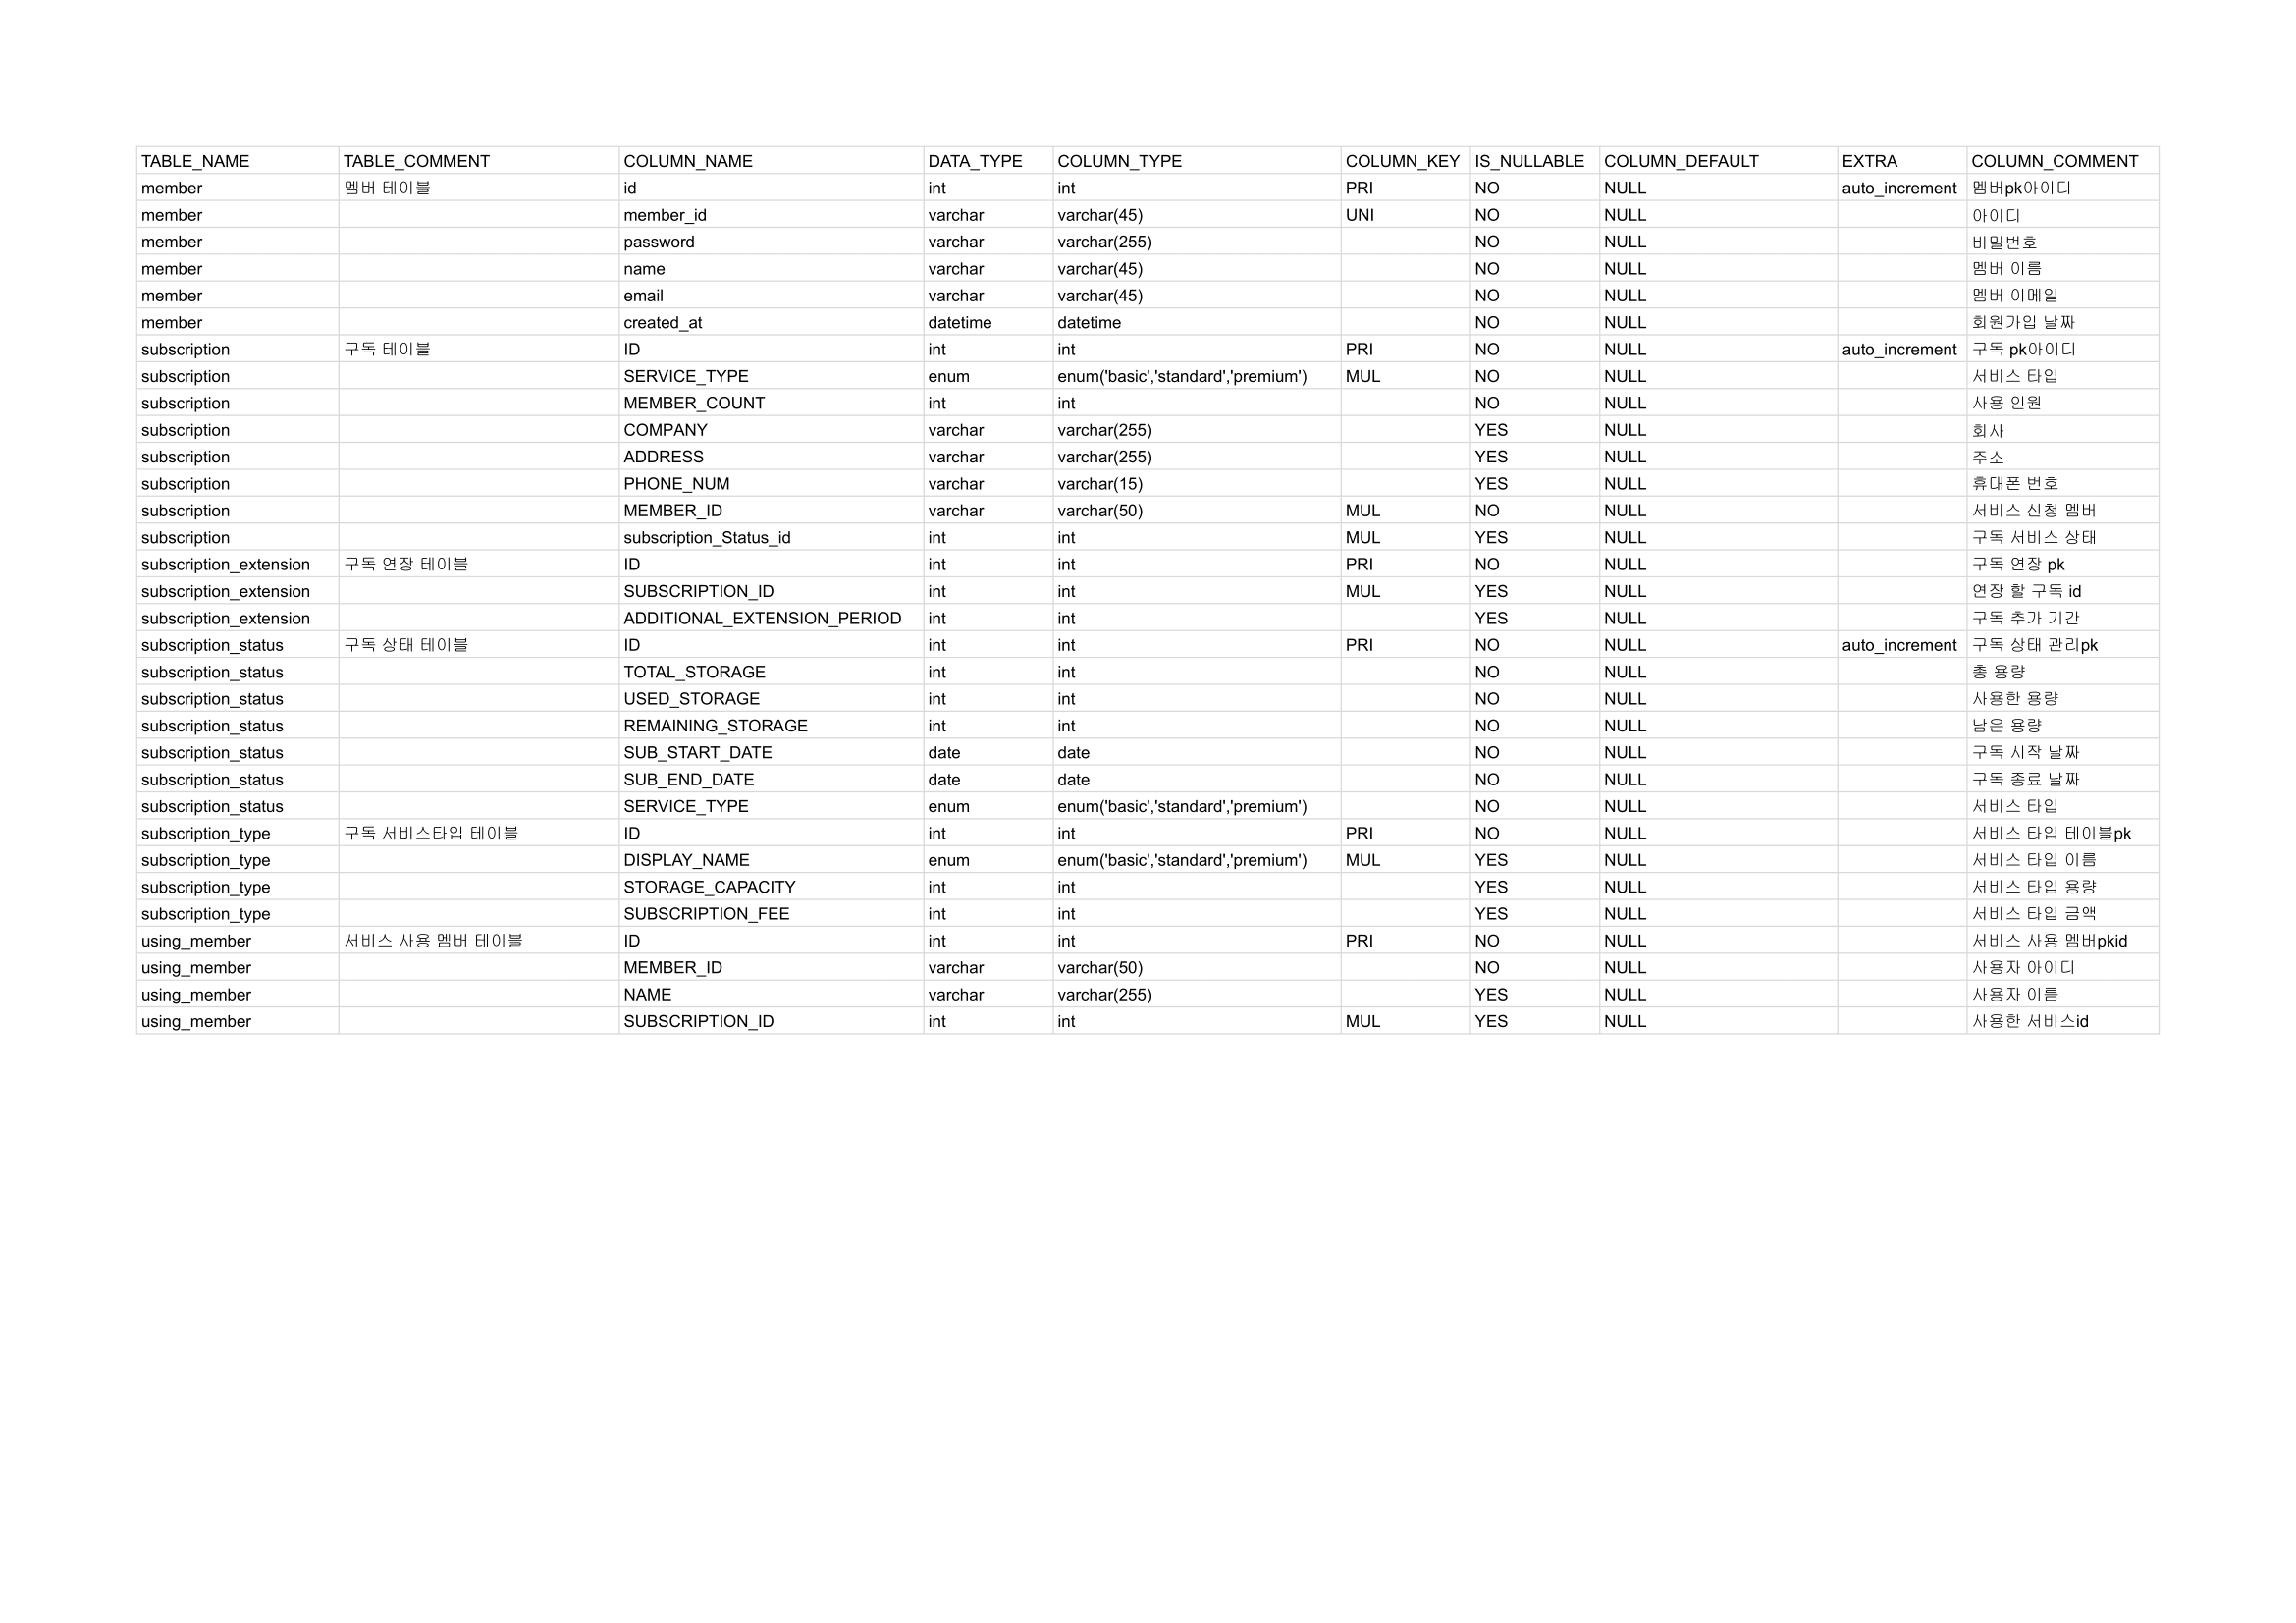 TABLE_NAME TABLE_COMMENT COLUMN_NAME DATA_TYPE COLUMN_TYPE COLUMN_KEY IS_NULLABLE COLUMN_DEFAULT EXTRA COLUMN_COMMENT
member 멤버 테이블 id int int PRI NO NULL auto_increment 멤버pk아이디
member member_id varchar varchar(45) UNI NO NULL 아이디
member password varchar varchar(255) NO NULL 비밀번호
member name varchar varchar(45) NO NULL 멤버 이름
member email varchar varchar(45) NO NULL 멤버 이메일
member created_at datetime datetime NO NULL 회원가입 날짜
subscription 구독 테이블 ID int int PRI NO NULL auto_increment 구독 pk아이디
subscription SERVICE_TYPE enum enum('basic','standard','premium') MUL NO NULL 서비스 타입
subscription MEMBER_COUNT int int NO NULL 사용 인원
subscription COMPANY varchar varchar(255) YES NULL 회사
subscription ADDRESS varchar varchar(255) YES NULL 주소
subscription PHONE_NUM varchar varchar(15) YES NULL 휴대폰 번호
subscription MEMBER_ID varchar varchar(50) MUL NO NULL 서비스 신청 멤버
subscription subscription_Status_id int int MUL YES NULL 구독 서비스 상태
subscription_extension 구독 연장 테이블 ID int int PRI NO NULL 구독 연장 pk
subscription_extension SUBSCRIPTION_ID int int MUL YES NULL 연장 할 구독 id
subscription_extension ADDITIONAL_EXTENSION_PERIOD int int YES NULL 구독 추가 기간
subscription_status 구독 상태 테이블 ID int int PRI NO NULL auto_increment 구독 상태 관리pk
subscription_status TOTAL_STORAGE int int NO NULL 총 용량
subscription_status USED_STORAGE int int NO NULL 사용한 용량
subscription_status REMAINING_STORAGE int int NO NULL 남은 용량
subscription_status SUB_START_DATE date date NO NULL 구독 시작 날짜
subscription_status SUB_END_DATE date date NO NULL 구독 종료 날짜
subscription_status SERVICE_TYPE enum enum('basic','standard','premium') NO NULL 서비스 타입
subscription_type 구독 서비스타입 테이블 ID int int PRI NO NULL 서비스 타입 테이블pk
subscription_type DISPLAY_NAME enum enum('basic','standard','premium') MUL YES NULL 서비스 타입 이름
subscription_type STORAGE_CAPACITY int int YES NULL 서비스 타입 용량
subscription_type SUBSCRIPTION_FEE int int YES NULL 서비스 타입 금액
using_member 서비스 사용 멤버 테이블 ID int int PRI NO NULL 서비스 사용 멤버pkid
using_member MEMBER_ID varchar varchar(50) NO NULL 사용자 아이디
using_member NAME varchar varchar(255) YES NULL 사용자 이름
using_member SUBSCRIPTION_ID int int MUL YES NULL 사용한 서비스id